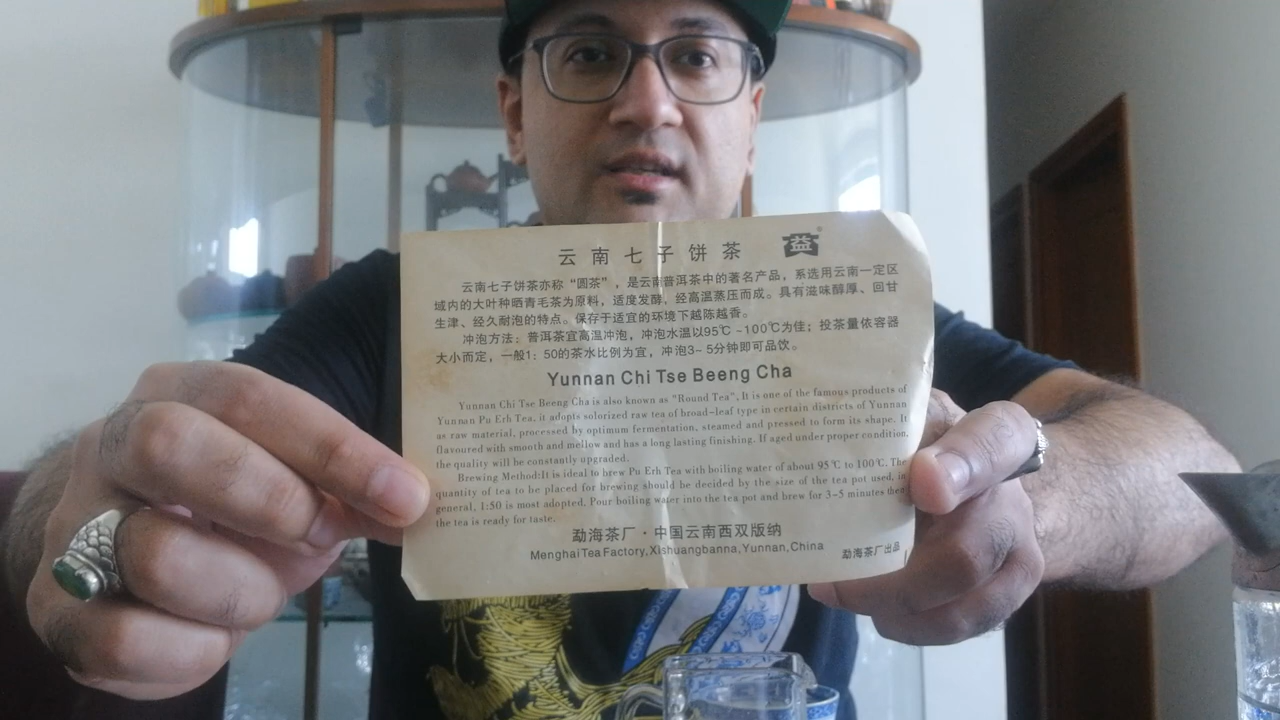 云南七子饼茶 益
云南七子饼茶亦称“圆茶”，是云南普洱茶中的著名产品，系选用云南一定区
域内的大叶种晒青毛茶为原料，适度发酵，经高温蒸压而成。具有滋味醇厚、回甘
生津、经久耐泡的特点。保存于适宜的环境下越陈越香。
冲泡方法：普洱茶宜高温冲泡，冲泡水温以95℃-100℃为佳；投茶量依容器
大小而定，一般1：50的茶水比例为宜，冲泡3-5分钟即可品饮。
Yunnan Chi Tse Beeng Cha
Yunnan Chi Tse Beeng Cha is also known as “Round Tea”. It is one of the famous products of
Yunnan Pu Erh Tea, it adopts solorized raw tea of broad-leaf type in certain districts of Yunnan
as raw material, processed by optimum fermentation, steamed and pressed to form its shape. It
flavoured with smooth and mellow and has a long lasting finishing. If aged under proper condition,
the quality will be constantly upgraded.
Brewing Method:It is ideal to brew Pu Erh Tea with boiling water of about 95℃ to 100℃. The
quantity of tea to be placed for brewing should be decided by the size of the tea pot used, in
general, 1:50 is most adopted. Pour boiling water into the tea pot and brew for 3-5 minutes then
the tea is ready for taste.
勐海茶厂·中国云南西双版纳
Menghai Tea Factory, Xishuangbanna, Yunnan, China 勐海茶厂出品